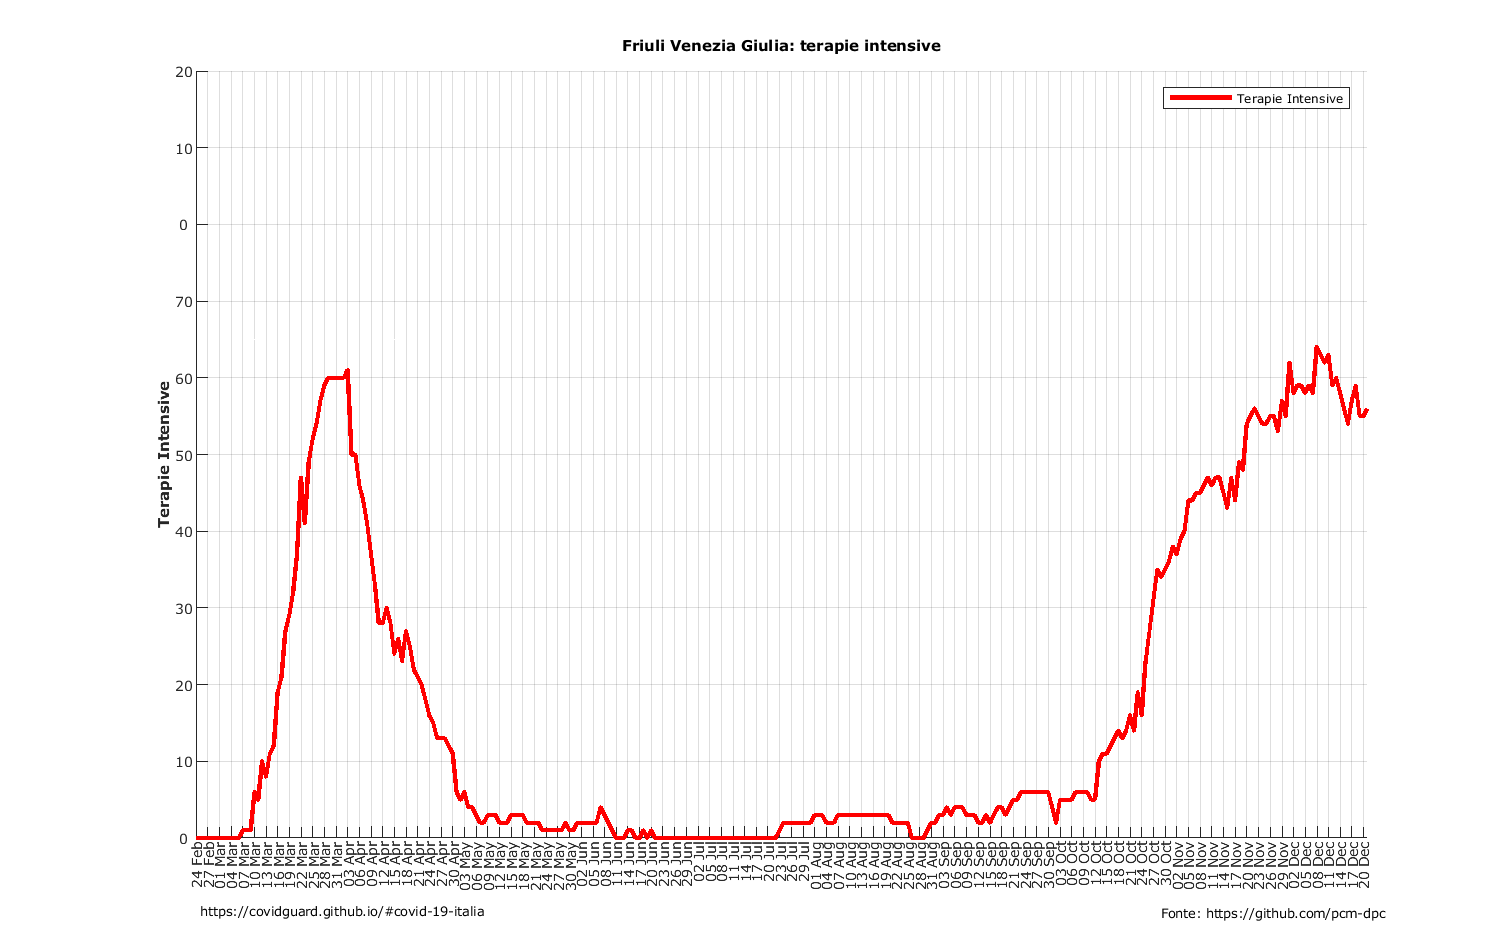 Friuli Venezia Giulia: terapie intensive
Terapie Intensive
20
10
0
70
60
50
40
30
20
10
0
Terapie Intensive
24 Feb
27 Feb
01 Mar
04 Mar
07 Mar
10 Mar
13 Mar
16 Mar
19 Mar
22 Mar
25 Mar
28 Mar
31 Mar
03 Apr
06 Apr
09 Apr
12 Apr
15 Apr
18 Apr
21 Apr
24 Apr
27 Apr
30 Apr
03 May
06 May
09 May
12 May
15 May
18 May
21 May
24 May
27 May
30 May
02 Jun
05 Jun
08 Jun
11 Jun
14 Jun
17 Jun
20 Jun
23 Jun
26 Jun
29 Jun
02 Jul
05 Jul
08 Jul
11 Jul
14 Jul
17 Jul
20 Jul
23 Jul
26 Jul
29 Jul
01 Aug
04 Aug
07 Aug
10 Aug
13 Aug
16 Aug
19 Aug
22 Aug
25 Aug
28 Aug
31 Aug
03 Sep
06 Sep
09 Sep
12 Sep
15 Sep
18 Sep
21 Sep
24 Sep
27 Sep
30 Sep
03 Oct
06 Oct
09 Oct
12 Oct
15 Oct
18 Oct
21 Oct
24 Oct
27 Oct
30 Oct
02 Nov
05 Nov
08 Nov
11 Nov
14 Nov
17 Nov
20 Nov
23 Nov
26 Nov
29 Nov
02 Dec
05 Dec
08 Dec
11 Dec
14 Dec
17 Dec
20 Dec
https://covidguard.github.io/#covid-19-italia
Fonte: https://github.com/pcm-dpc